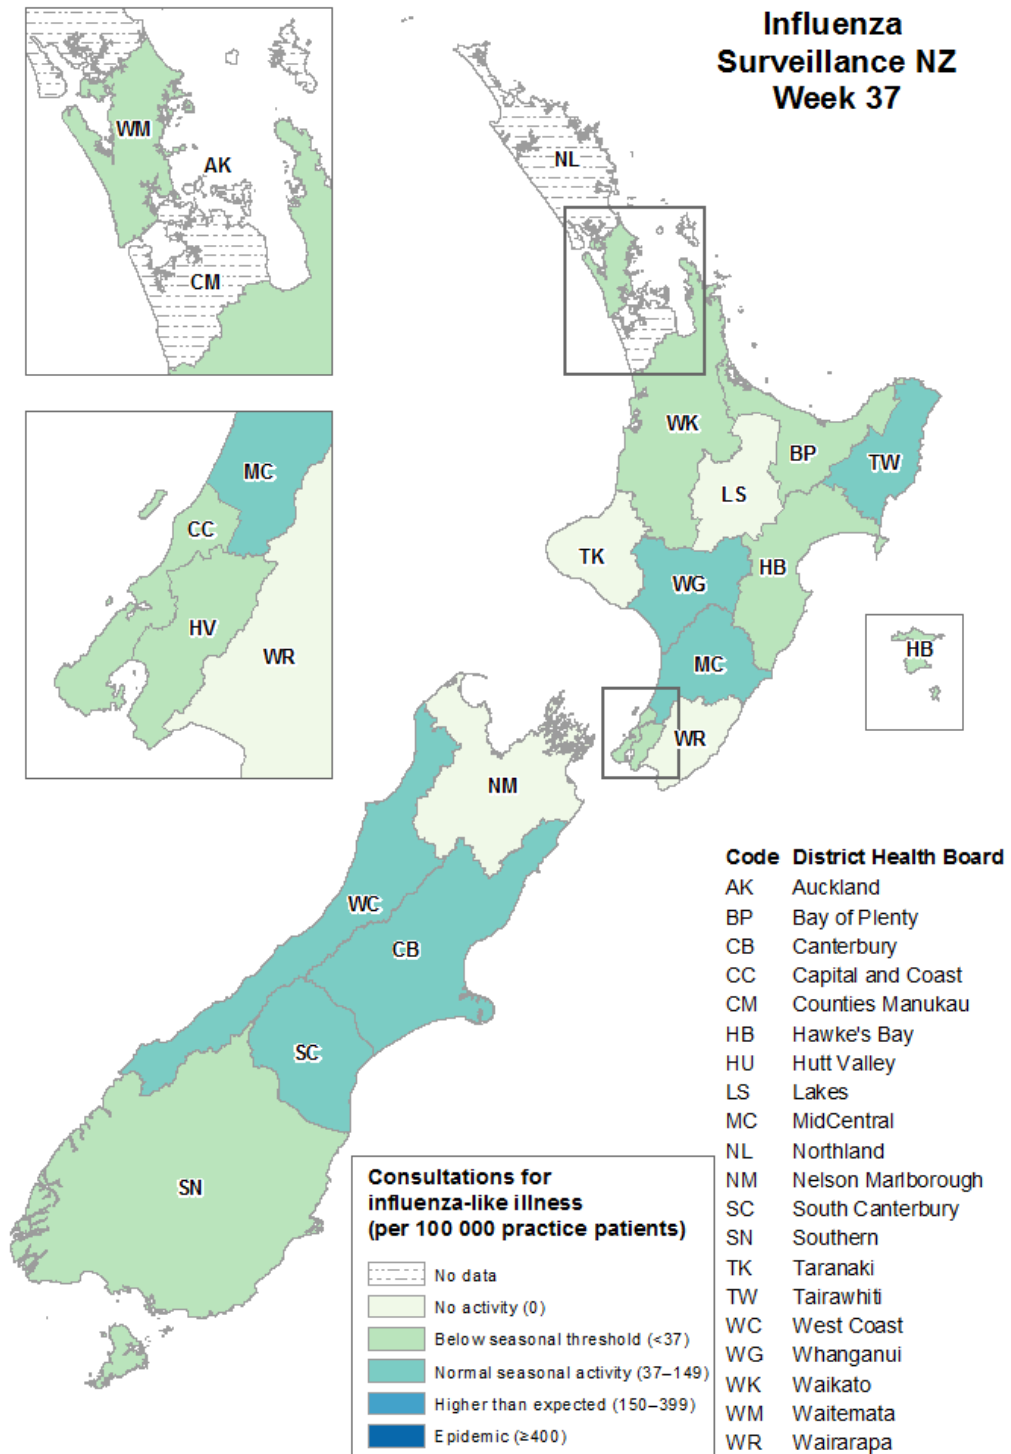 Influenza
Surveillance NZ
Week 37
WM
AK
CM
NL
WK
BP
TW
LS
TK
WG
HB
MC
WR
HB
MC
CC
HV
WR
NM
WC
CB
SC
SN
Code District Health Board
AK Auckland
BP Bay of Plenty
CB Canterbury
CC Capital and Coast
CM Counties Manukau
HB Hawke's Bay
HU Hutt Valley
LS Lakes
MC MidCentral
NL Northland
NM Nelson Marlborough
SC South Canterbury
SN Southern
TK Taranaki
TW Tairawhiti
WC West Coast
WG Whanganui
WK Waikato
WM Waitemata
WR Wairarapa
Consultations for
influenza-like illness
(per 100 000 practice patients)
No data
No activity (0)
Below seasonal threshold (<37)
Normal seasonal activity (37–149)
Higher than expected (150–399)
Epidemic (≥400)